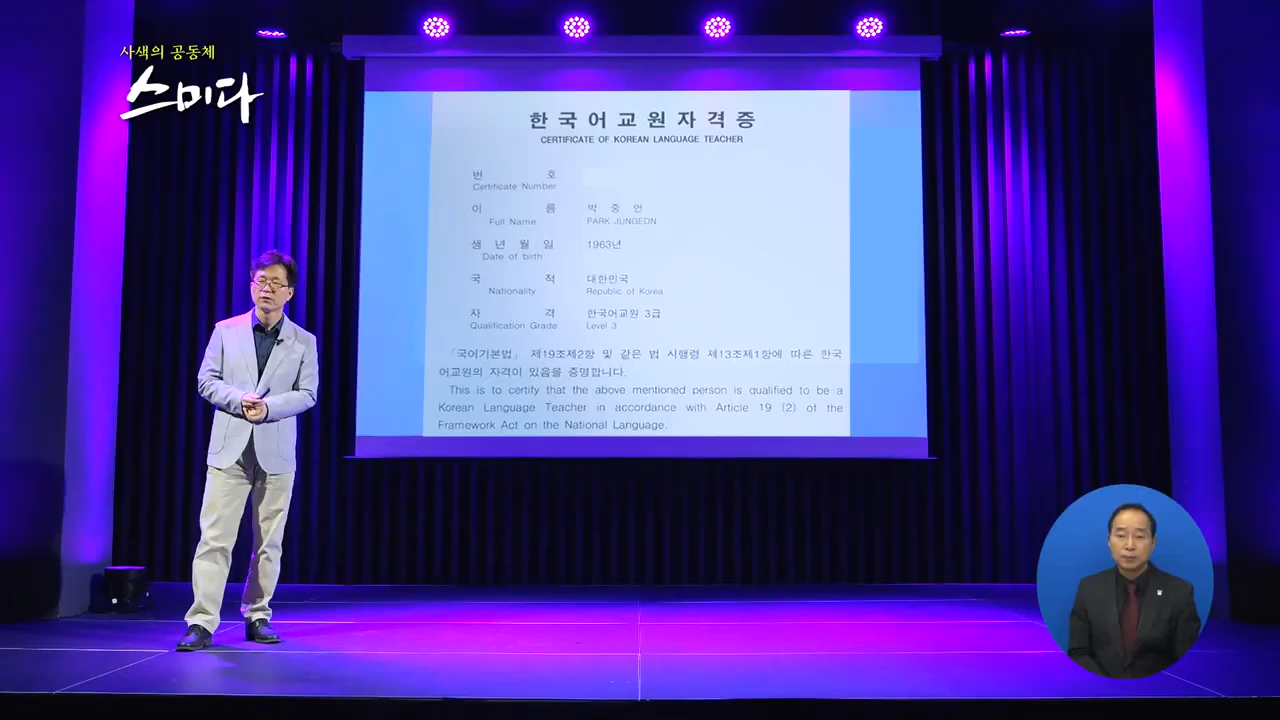 사색의 공동체
스미다
한국어교원자격증
CERTIFICATE OF KOREAN LANGUAGE TEACHER
번 호
Certificate Number
이 름 박 중 언
Full Name PARK JUNGEON
생 년 월 일 1963년
Date of birth
국 적 대한민국
Nationality Republic of Korea
자 격 한국어교원 3급
Qualification Grade Level 3
「국어기본법」 제19조제2항 및 같은 법 시행령 제13조제1항에 따른 한국
어교원의 자격이 있음을 증명합니다.
This is to certify that the above mentioned person is qualified to be a
Korean Language Teacher in accordance with Article 19 (2) of the
Framework Act on the National Language.